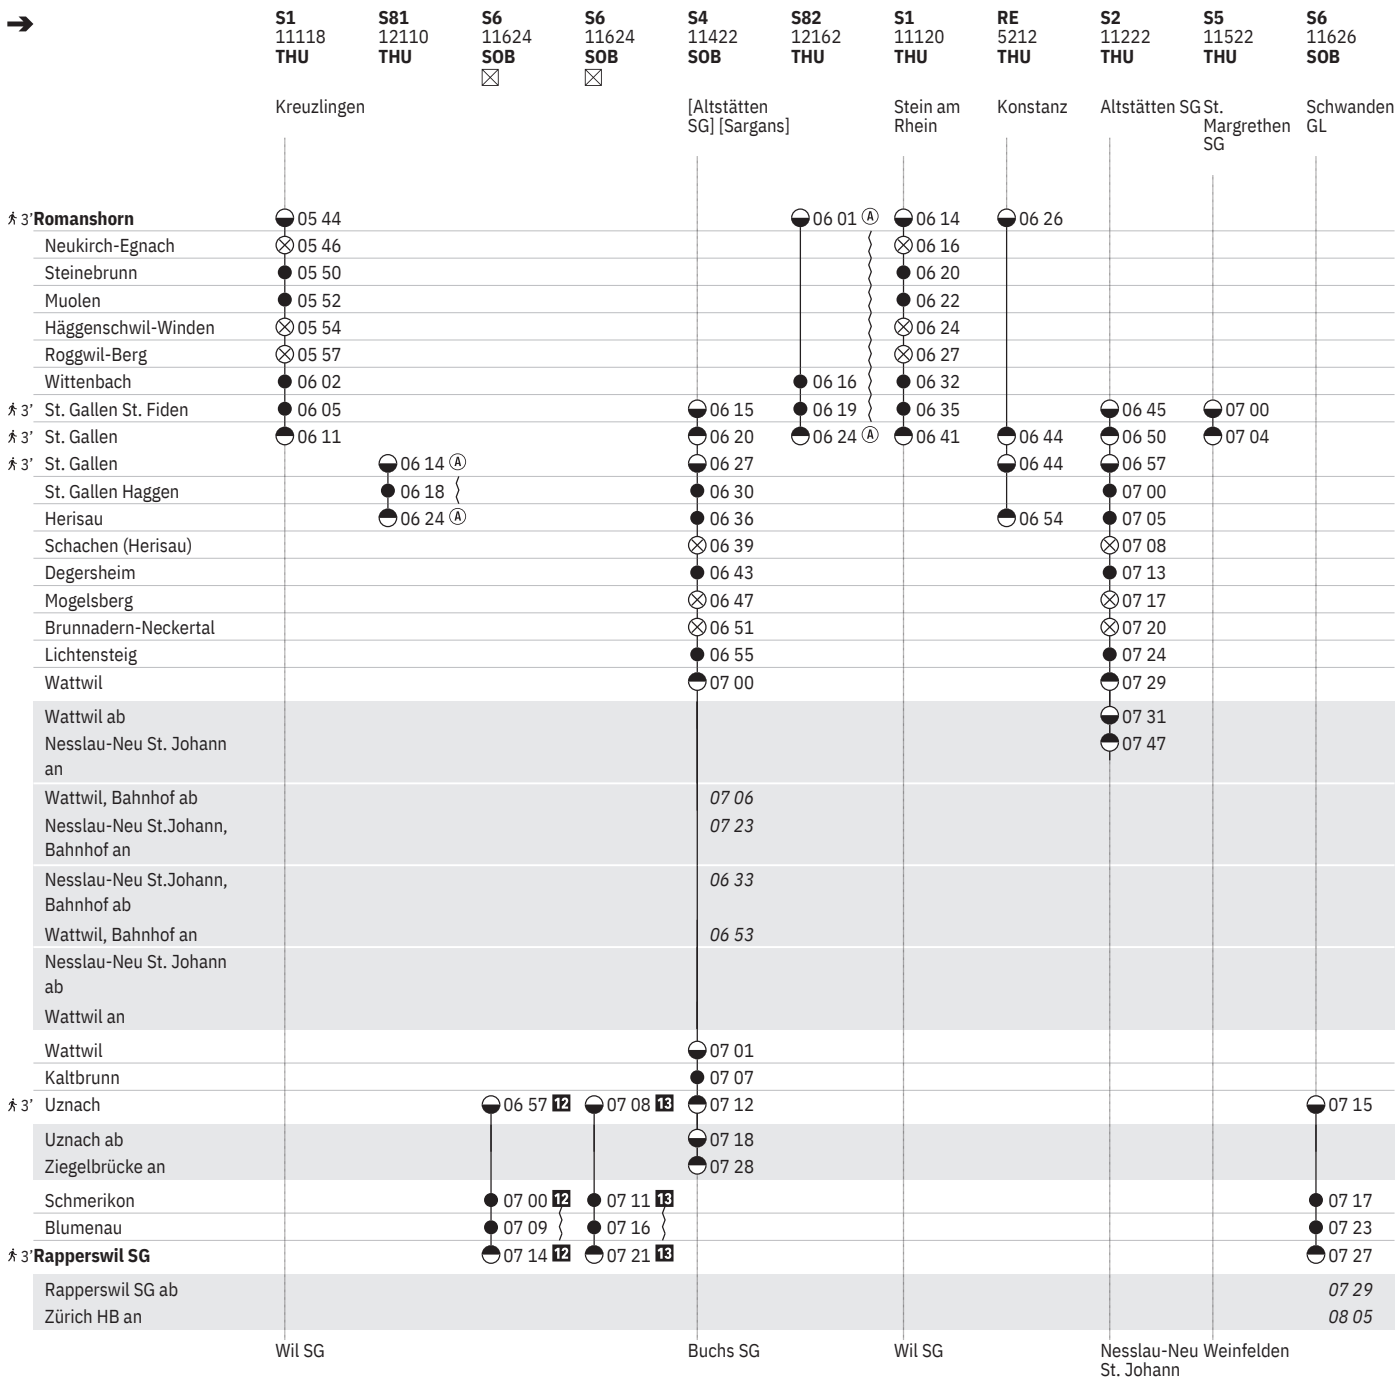 ➔ S1 S81 S6 S6 S4 S82 S1 RE S2 S5 S6
11118 12110 11624 11624 11422 12162 11120 5212 11222 11522 11626
THU THU SOB SOB SOB THU THU THU THU THU SOB
Kreuzlingen [Altstätten Stein am Konstanz Altstätten SG St. Schwanden
SG] [Sargans] Rhein Margrethen GL
SG
3' Romanshorn 05 44 06 01 A 06 14 06 26
Neukirch-Egnach 05 46 06 16
Steinebrunn 05 50 06 20
Muolen 05 52 06 22
Häggenschwil-Winden 05 54 06 24
Roggwil-Berg 05 57 06 27
Wittenbach 06 02 06 16 06 32
3' St. Gallen St. Fiden 06 05 06 15 06 19 06 35 06 45 07 00
3' St. Gallen 06 11 06 20 06 24 A 06 41 06 44 06 50 07 04
3' St. Gallen 06 14 A 06 27 06 44 06 57
St. Gallen Haggen 06 18 06 30 07 00
Herisau 06 24 A 06 36 06 54 07 05
Schachen (Herisau) 06 39 07 08
Degersheim 06 43 07 13
Mogelsberg 06 47 07 17
Brunnadern-Neckertal 06 51 07 20
Lichtensteig 06 55 07 24
Wattwil 07 00 07 29
Wattwil ab 07 31
Nesslau-Neu St. Johann 07 47
an
Wattwil, Bahnhof ab 07 06
Nesslau-Neu St.Johann, 07 23
Bahnhof an
Nesslau-Neu St.Johann, 06 33
Bahnhof ab
Wattwil, Bahnhof an 06 53
Nesslau-Neu St. Johann
ab
Wattwil an
Wattwil 07 01
Kaltbrunn 07 07
3' Uznach 06 57 12 07 08 13 07 12 07 15
Uznach ab 07 18
Ziegelbrücke an 07 28
Schmerikon 07 00 12 07 11 13 07 17
Blumenau 07 09 07 16 07 23
3' Rapperswil SG 07 14 12 07 21 13 07 27
Rapperswil SG ab 07 29
Zürich HB an 08 05
Wil SG Buchs SG Wil SG Nesslau-Neu Weinfelden
St. Johann